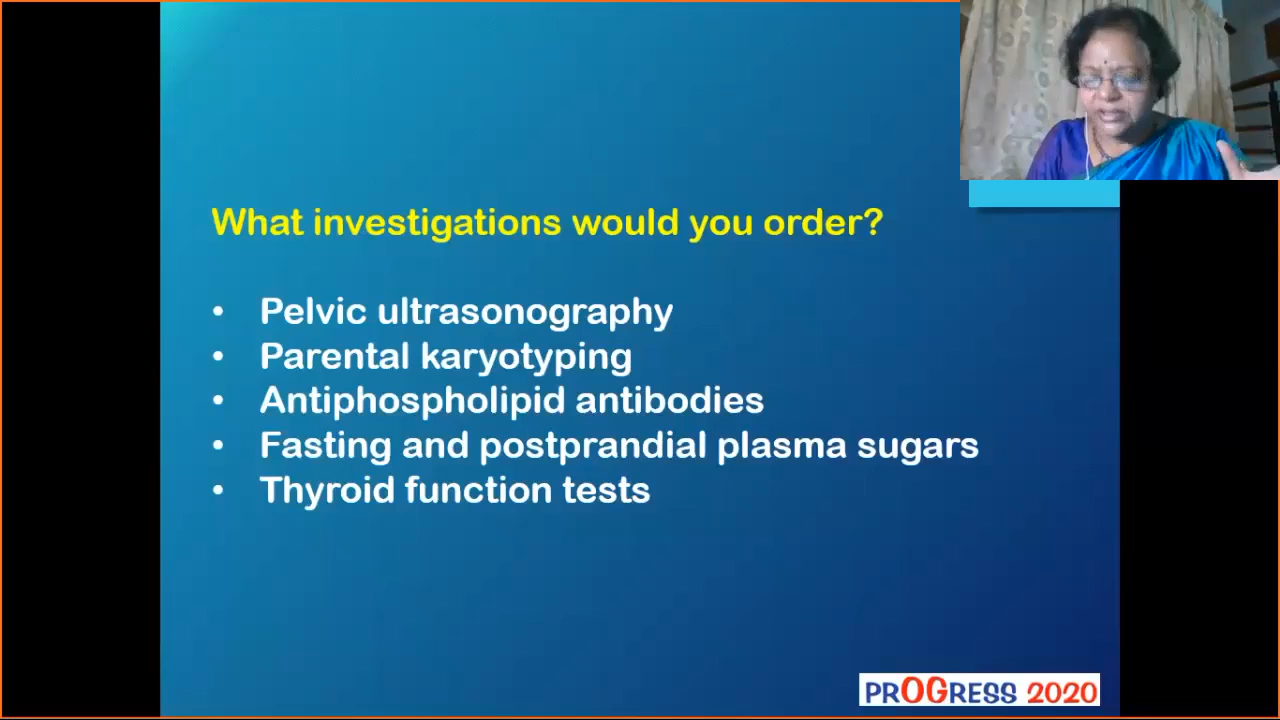 What investigations would you order?
• Pelvic ultrasonography
• Parental karyotyping
• Antiphospholipid antibodies
• Fasting and postprandial plasma sugars
• Thyroid function tests
PROGRESS 2020